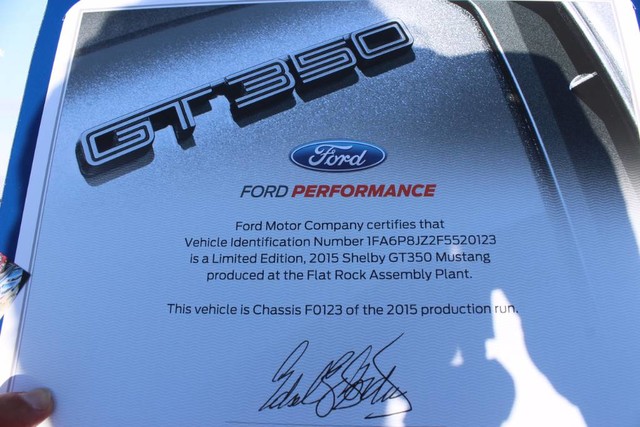 GT350
Ford
FORD PERFORMANCE
Ford Motor Company certifies that
Vehicle Identification Number 1FA6P8JZ2F5520123
is a Limited Edition, 2015 Shelby GT350 Mustang
produced at the Flat Rock Assembly Plant.
This vehicle is Chassis F0123 of the 2015 production run.